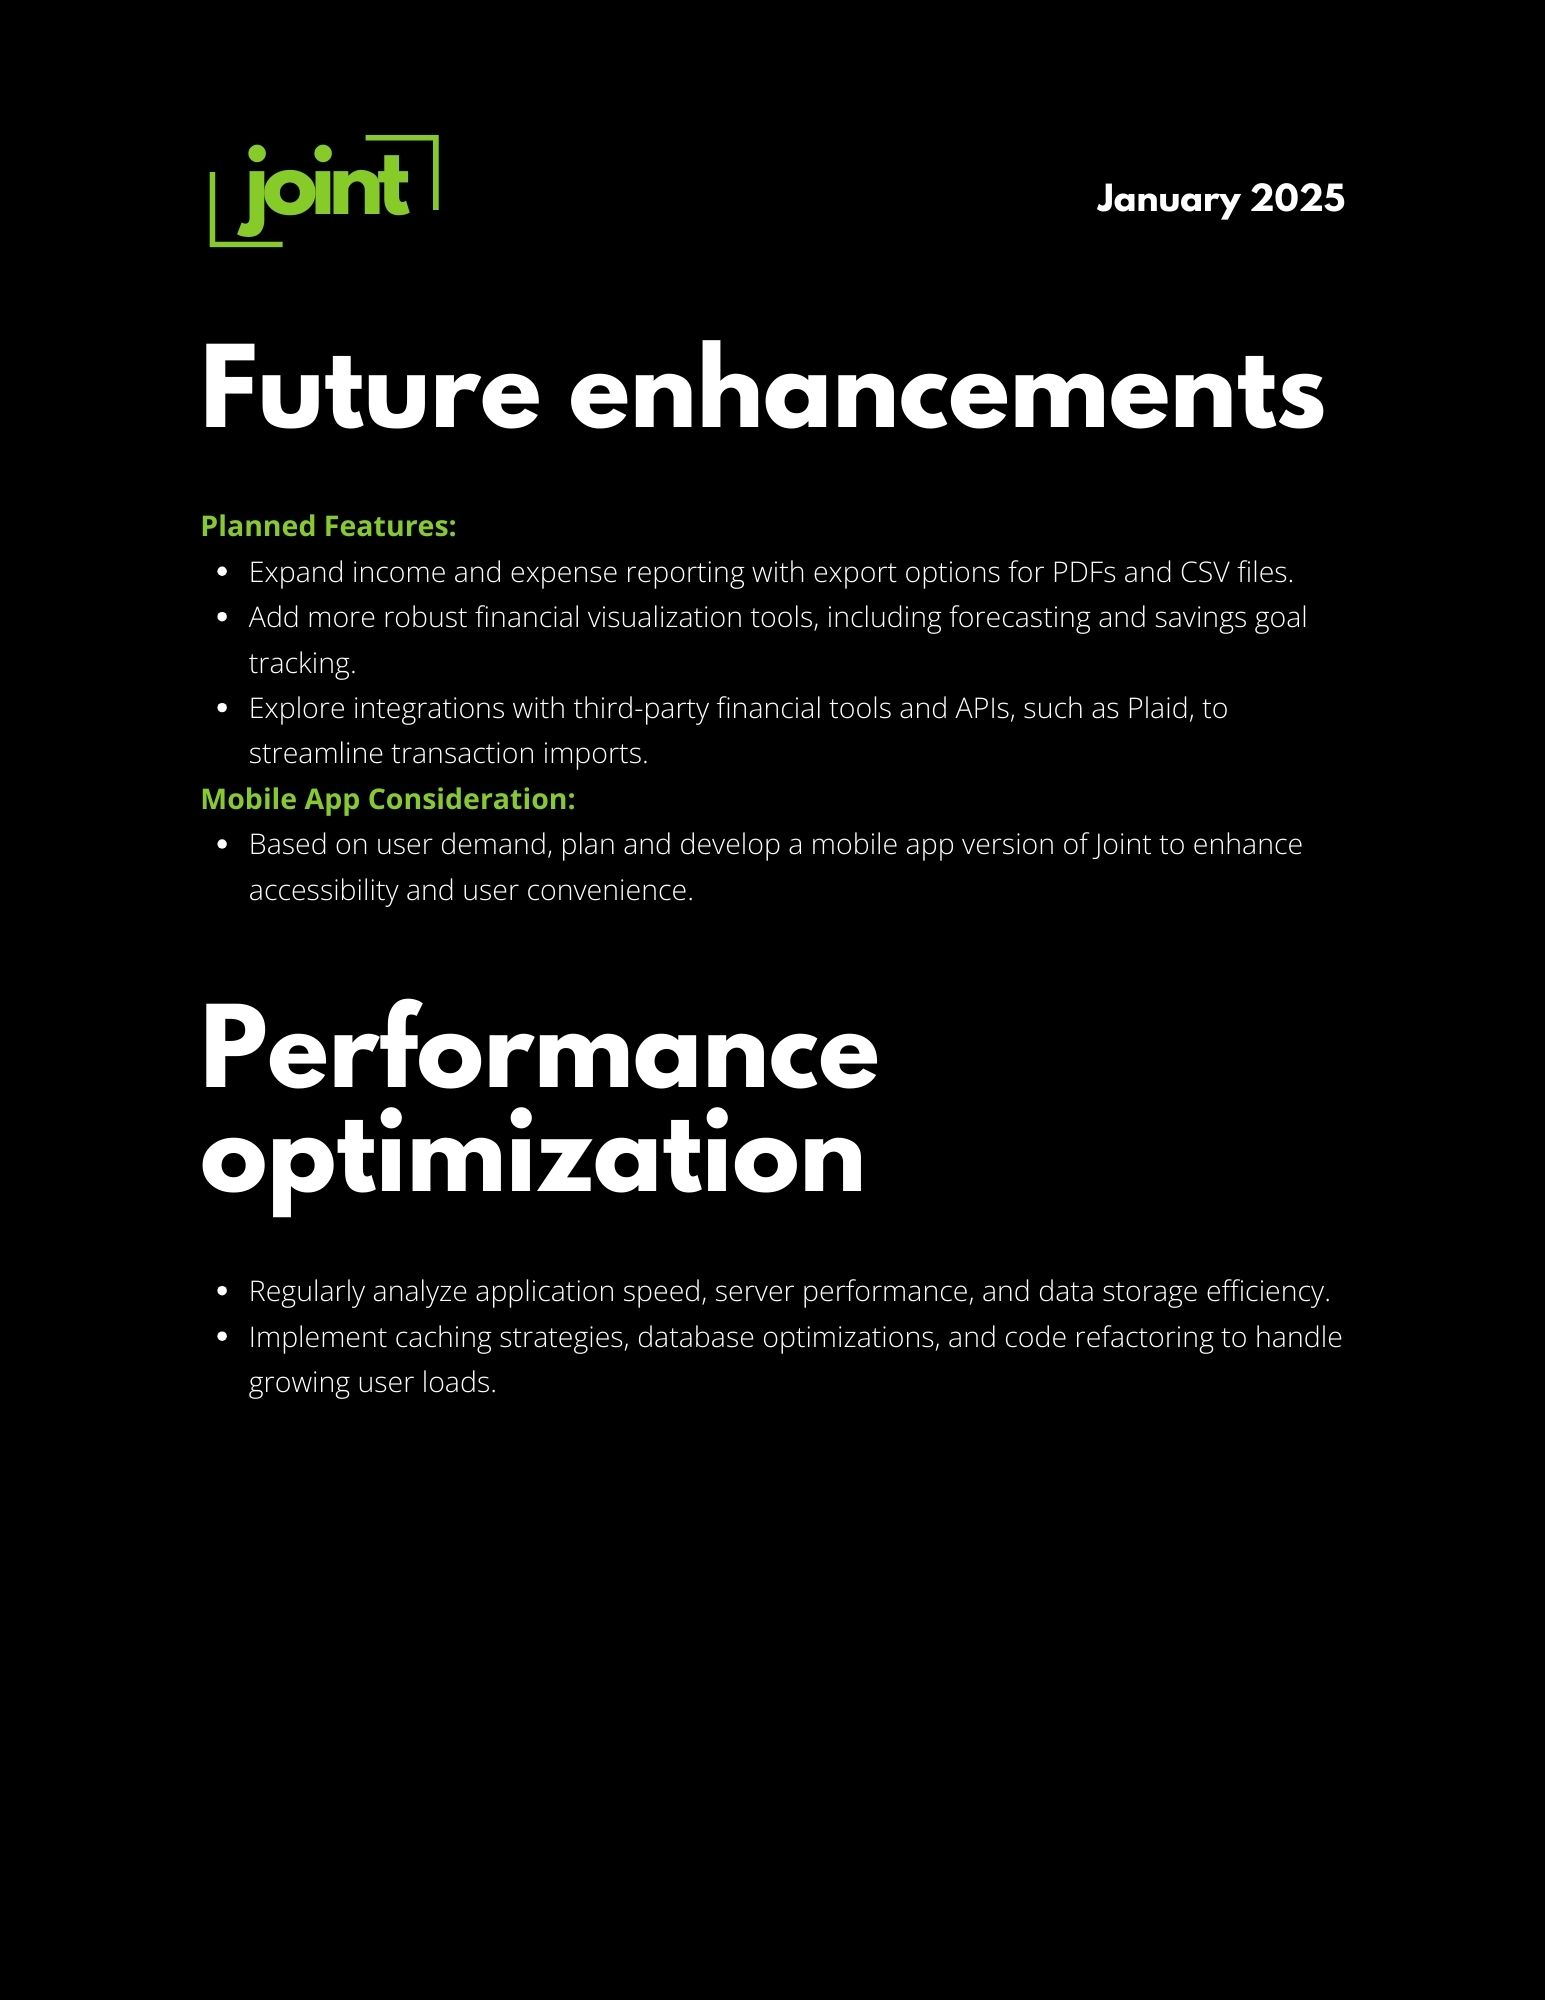 joint
January 2025
Future enhancements
Planned Features:
• Expand income and expense reporting with export options for PDFs and CSV files.
• Add more robust financial visualization tools, including forecasting and savings goal
tracking.
• Explore integrations with third-party financial tools and APIs, such as Plaid, to
streamline transaction imports.
Mobile App Consideration:
• Based on user demand, plan and develop a mobile app version of Joint to enhance
accessibility and user convenience.
Performance
optimization
• Regularly analyze application speed, server performance, and data storage efficiency.
• Implement caching strategies, database optimizations, and code refactoring to handle
growing user loads.